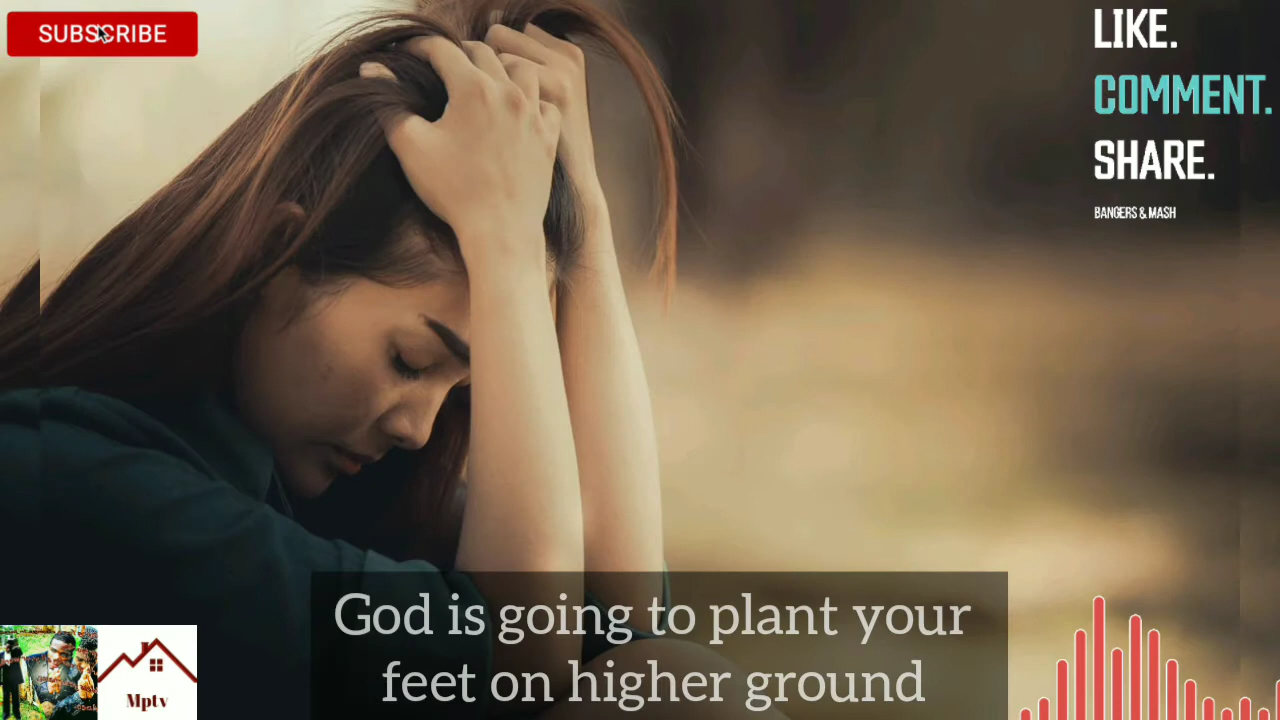 SUBSCRIBE
LIKE.
COMMENT.
SHARE.
BANGERS & MASH
God is going to plant your
feet on higher ground
Mptv